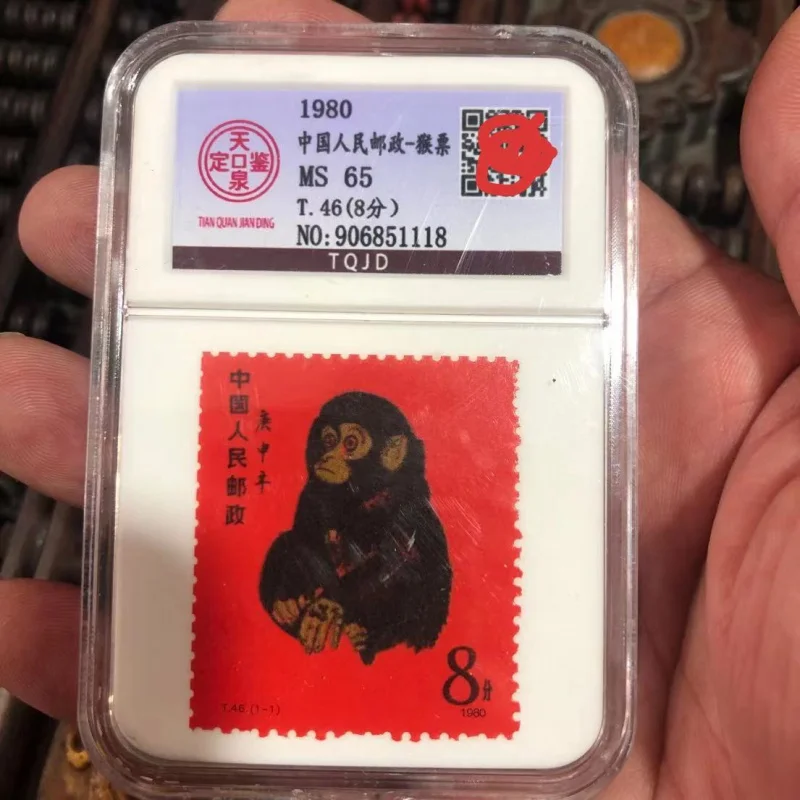 1980
中国人民邮政-猴票
MS 65
T. 46(8分)
NO:906851118
天
定口鉴
泉
TIAN QUAN JIAN DING
TQJD
中国人民邮政
庚申年
8分
T.46.(1-1)
1980